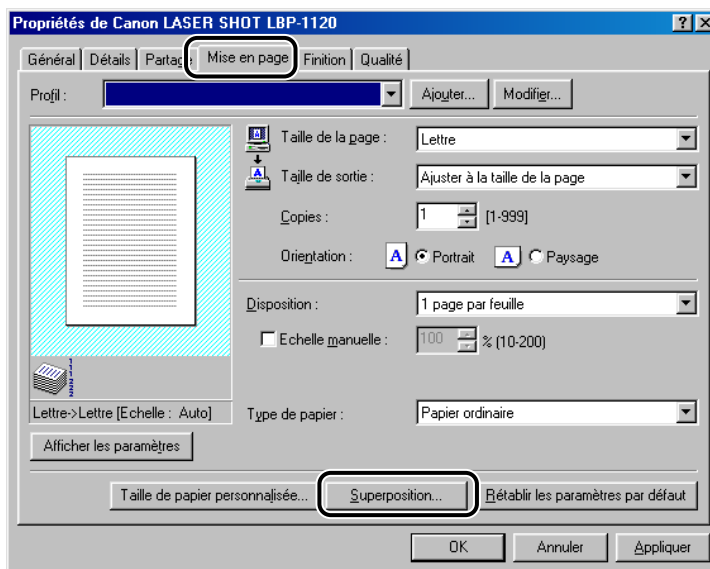 Propriétés de Canon LASER SHOT LBP-1120
Général Détails Partage Mise en page Finition Qualité
Profil : Ajouter... Modifier...
Taille de la page : Lettre
Taille de sortie : Ajuster à la taille de la page
Copies : 1 [1-999]
Orientation : A Portrait A Paysage
Disposition : 1 page par feuille
Echelle manuelle : 100 % (10-200)
Lettre->Lettre [Echelle : Auto]
Type de papier : Papier ordinaire
Afficher les paramètres
Taille de papier personnalisée... Superposition... Rétablir les paramètres par défaut
OK Annuler Appliquer